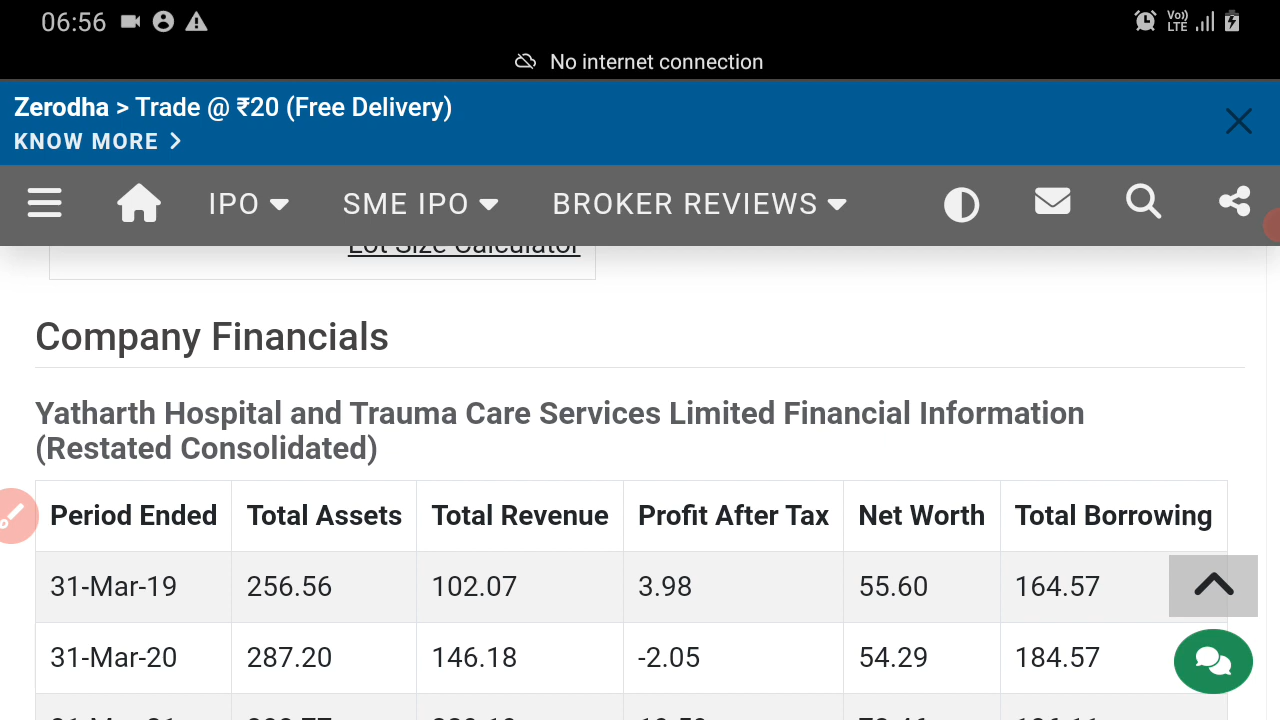 06:56
Vo)) LTE
No internet connection
Zerodha > Trade @ ₹20 (Free Delivery)
KNOW MORE
IPO SME IPO BROKER REVIEWS
Lot Size Calculator
Company Financials
Yatharth Hospital and Trauma Care Services Limited Financial Information
(Restated Consolidated)
Period Ended Total Assets Total Revenue Profit After Tax Net Worth Total Borrowing
31-Mar-19 256.56 102.07 3.98 55.60 164.57
31-Mar-20 287.20 146.18 -2.05 54.29 184.57